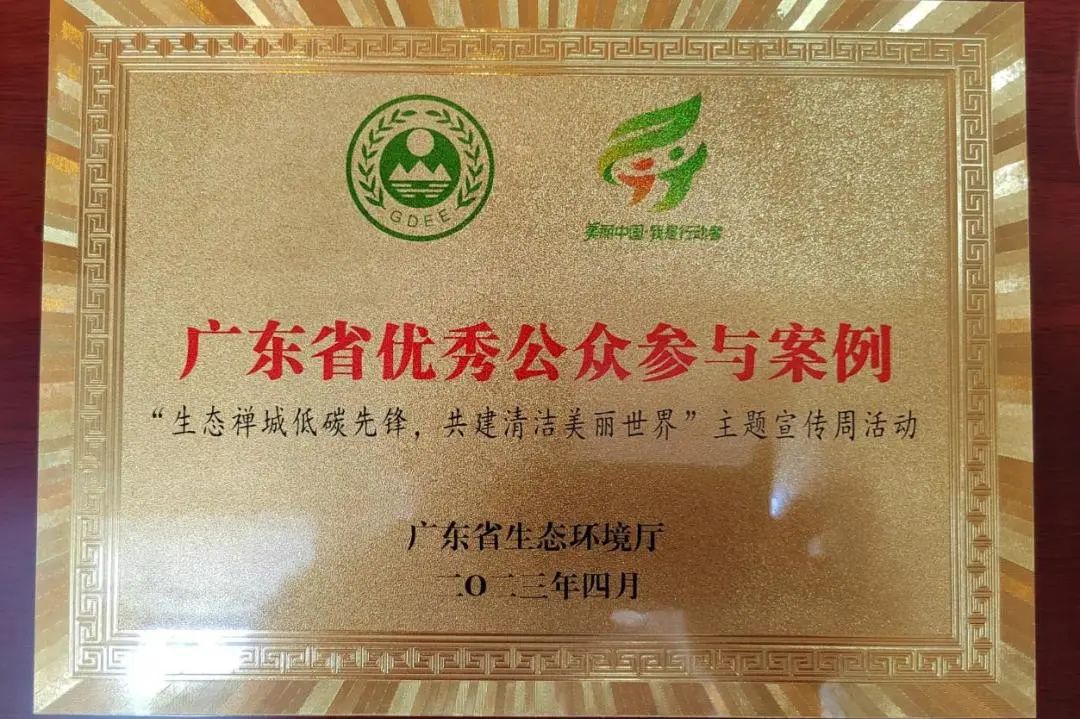 GDEE
美丽中国·我是行动者
广东省优秀公众参与案例
“生态禅城低碳先锋，共建清洁美丽世界”主题宣传周活动
广东省生态环境厅
二〇二三年四月